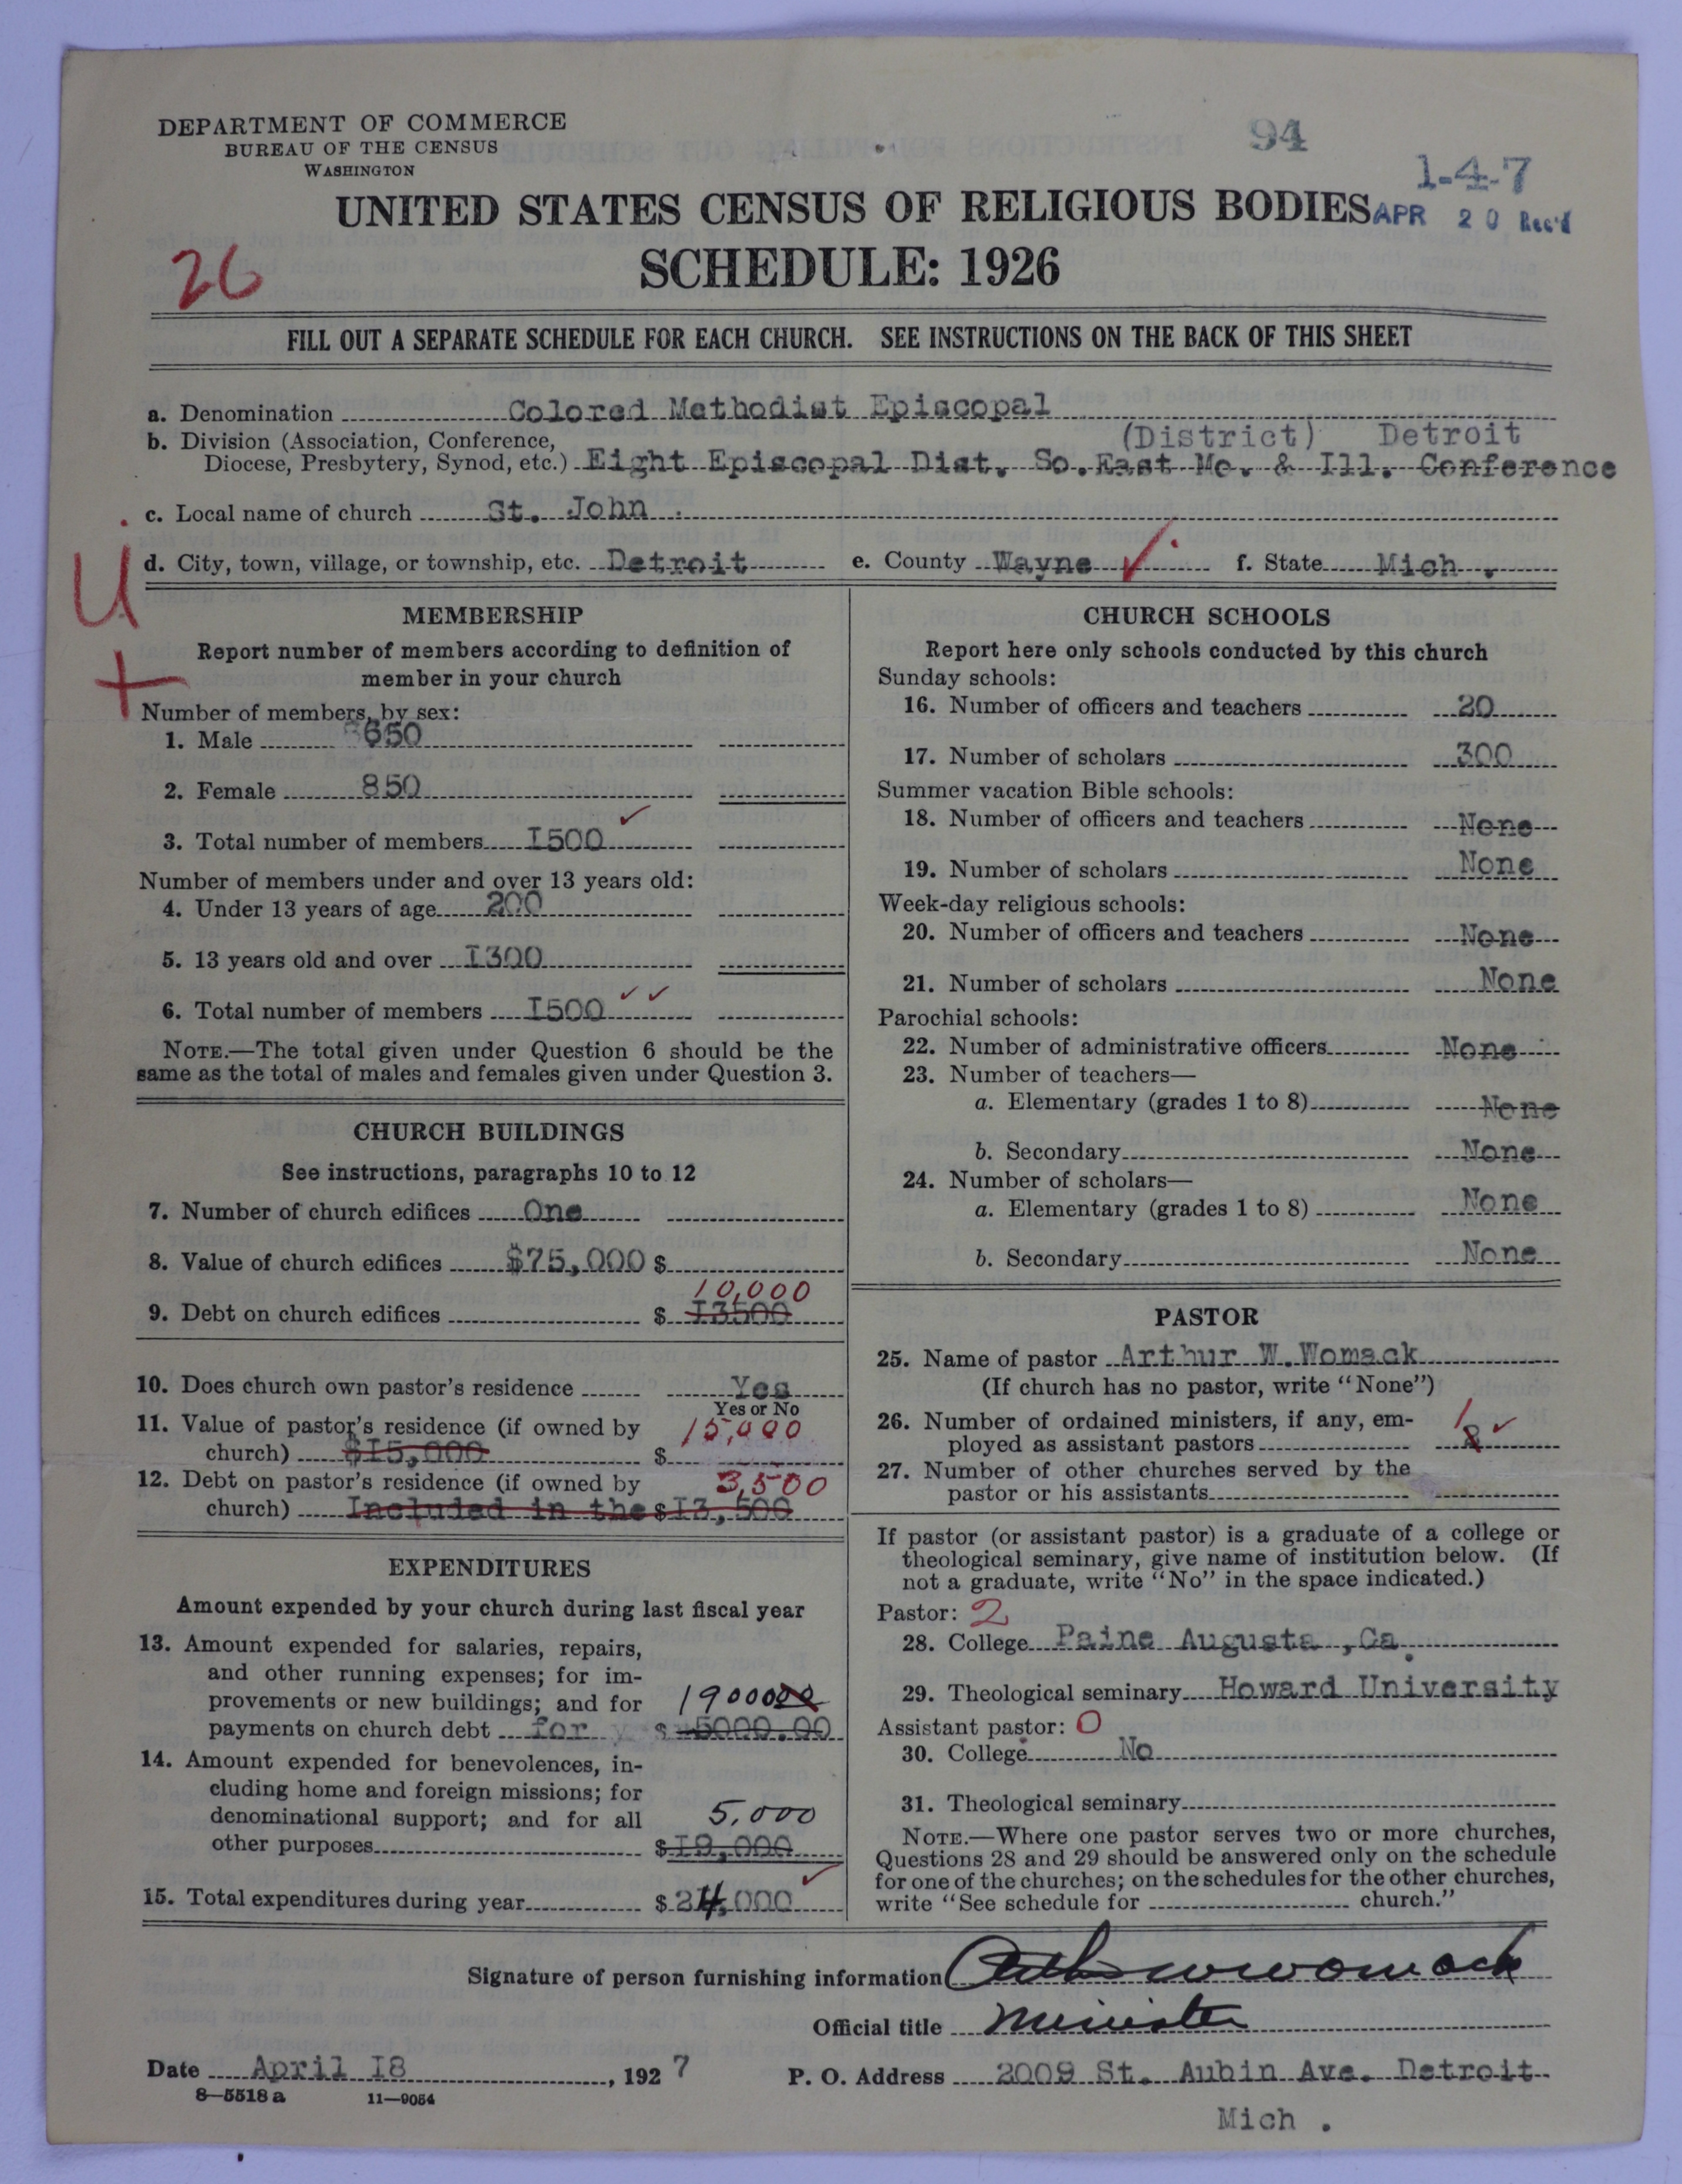 DEPARTMENT OF COMMERCE
BUREAU OF THE CENSUS
WASHINGTON
94
1-4-7
UNITED STATES CENSUS OF RELIGIOUS BODIES
APR 20 Rec'd
SCHEDULE: 1926
26
FILL OUT A SEPARATE SCHEDULE FOR EACH CHURCH. SEE INSTRUCTIONS ON THE BACK OF THIS SHEET
a. Denomination Colored Methodist Episcopal
b. Division (Association, Conference, (District) Detroit
Diocese, Presbytery, Synod, etc.) Eight Episcopal Dist. So.East Mo. & Ill. Conference
c. Local name of church St. John .
d. City, town, village, or township, etc. Detroit e. County Wayne ✓ f. State Mich .
U
+
MEMBERSHIP
Report number of members according to definition of
member in your church
Number of members, by sex:
1. Male 650
2. Female 850
3. Total number of members I500 ✓
Number of members under and over 13 years old:
4. Under 13 years of age 200
5. 13 years old and over I300
6. Total number of members I500 ✓ ✓
NOTE.—The total given under Question 6 should be the
same as the total of males and females given under Question 3.
CHURCH BUILDINGS
See instructions, paragraphs 10 to 12
7. Number of church edifices One
8. Value of church edifices $75,000 $
10,000
9. Debt on church edifices $ I3500
10. Does church own pastor's residence Yes
Yes or No
11. Value of pastor's residence (if owned by 15,000
church) $I5,000 $
12. Debt on pastor's residence (if owned by 3,500
church) Included in the $I3,500
EXPENDITURES
Amount expended by your church during last fiscal year
13. Amount expended for salaries, repairs,
and other running expenses; for im-
provements or new buildings; and for 1900000
payments on church debt for $ 5000.00
14. Amount expended for benevolences, in-
cluding home and foreign missions; for
denominational support; and for all 5,000
other purposes $I9,000
15. Total expenditures during year $24,000 ✓
CHURCH SCHOOLS
Report here only schools conducted by this church
Sunday schools:
16. Number of officers and teachers 20
17. Number of scholars 300
Summer vacation Bible schools:
18. Number of officers and teachers None
19. Number of scholars None
Week-day religious schools:
20. Number of officers and teachers None
21. Number of scholars None
Parochial schools:
22. Number of administrative officers None
23. Number of teachers—
a. Elementary (grades 1 to 8) None
b. Secondary None
24. Number of scholars—
a. Elementary (grades 1 to 8) None
b. Secondary None
PASTOR
25. Name of pastor Arthur W.Womack
(If church has no pastor, write "None")
26. Number of ordained ministers, if any, em- 1 ✓
ployed as assistant pastors
27. Number of other churches served by the
pastor or his assistants
If pastor (or assistant pastor) is a graduate of a college or
theological seminary, give name of institution below. (If
not a graduate, write "No" in the space indicated.)
Pastor: 2
28. College Paine Augusta ,Ga.
29. Theological seminary Howard University
Assistant pastor: 0
30. College No
31. Theological seminary
NOTE.—Where one pastor serves two or more churches,
Questions 28 and 29 should be answered only on the schedule
for one of the churches; on the schedules for the other churches,
write "See schedule for church."
Signature of person furnishing information Arthur W Womack
Official title Minister
Date April I8, 1927 P. O. Address 2009 St. Aubin Ave. Detroit
8—5518 a 11—9054
Mich .